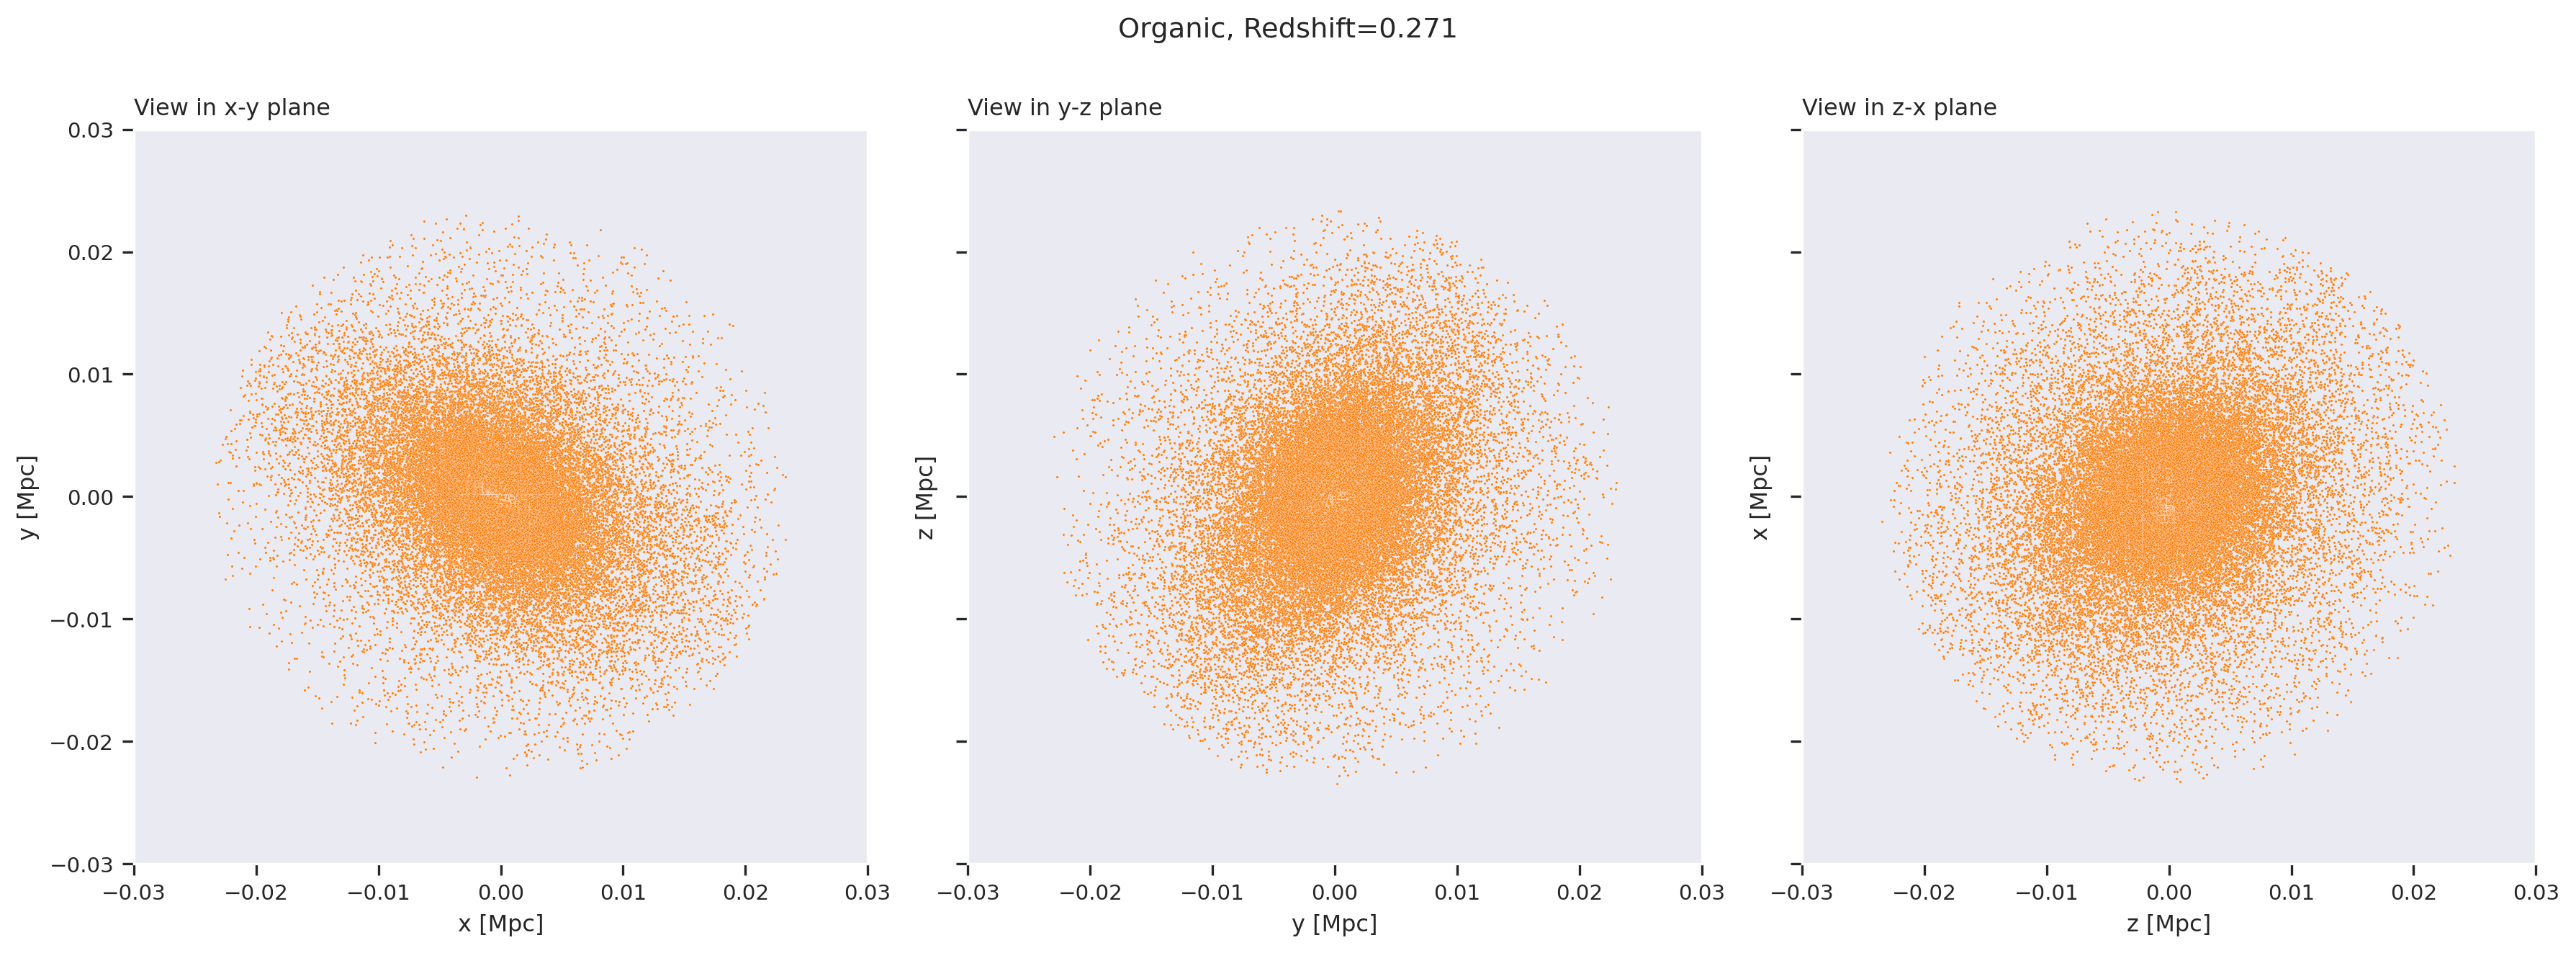 Organic, Redshift=0.271
View in x-y plane
0.03
0.02
0.01
0.00
−0.01
−0.02
−0.03
y [Mpc]
−0.03 −0.02 −0.01 0.00 0.01 0.02 0.03
x [Mpc]
View in y-z plane
z [Mpc]
−0.03 −0.02 −0.01 0.00 0.01 0.02 0.03
y [Mpc]
View in z-x plane
x [Mpc]
−0.03 −0.02 −0.01 0.00 0.01 0.02 0.03
z [Mpc]